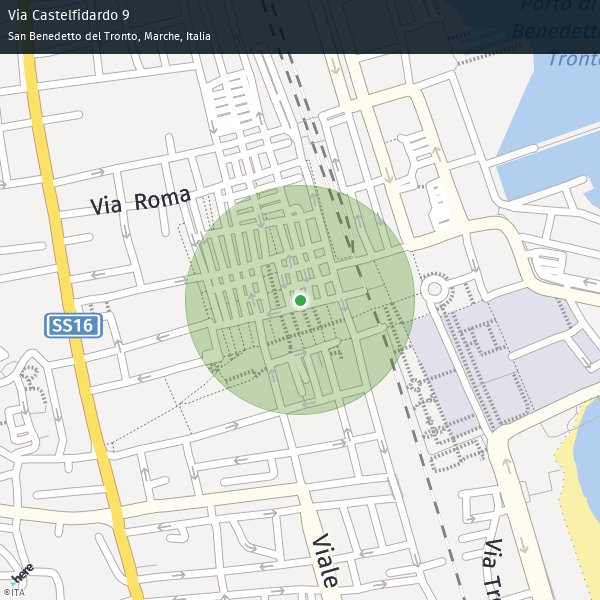 Via Castelfidardo 9
San Benedetto del Tronto, Marche, Italia
Porto di
Benedetto
Tronto
Via Roma
SS16
Viale
Via Tr
here
©ITA